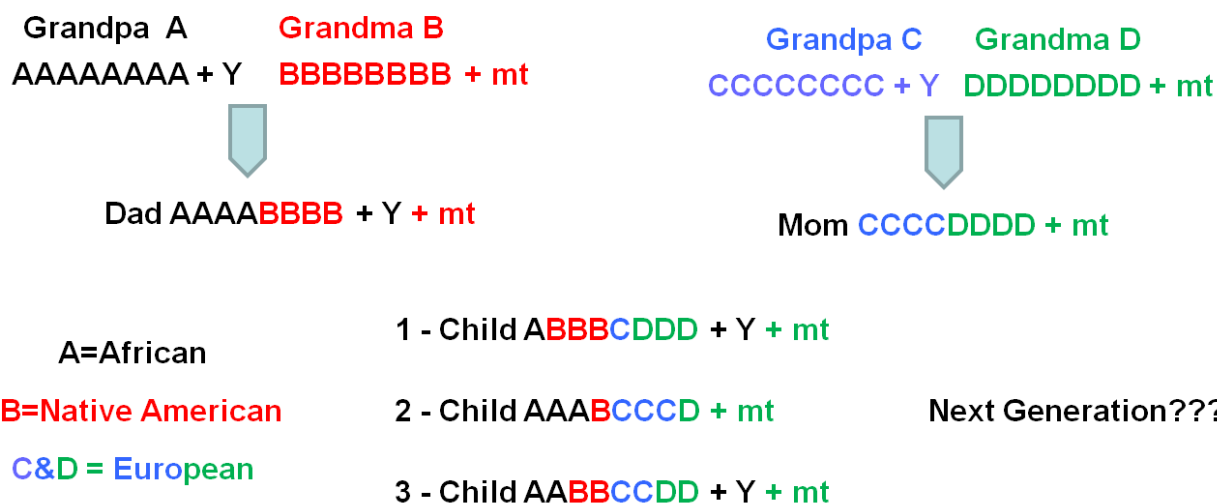 Grandpa A
Grandma B
AAAAAAAA + Y
BBBBBBBB + mt
Grandpa C
Grandma D
CCCCCCCC + Y
DDDDDDDD + mt
Dad AAAABBBB + Y + mt
Mom CCCCDDDD + mt
1 - Child ABBBCDDD + Y + mt
A=African
B=Native American
2 - Child AAABCCCD + mt
Next Generation???
C&D = European
3 - Child AABBCCDD + Y + mt